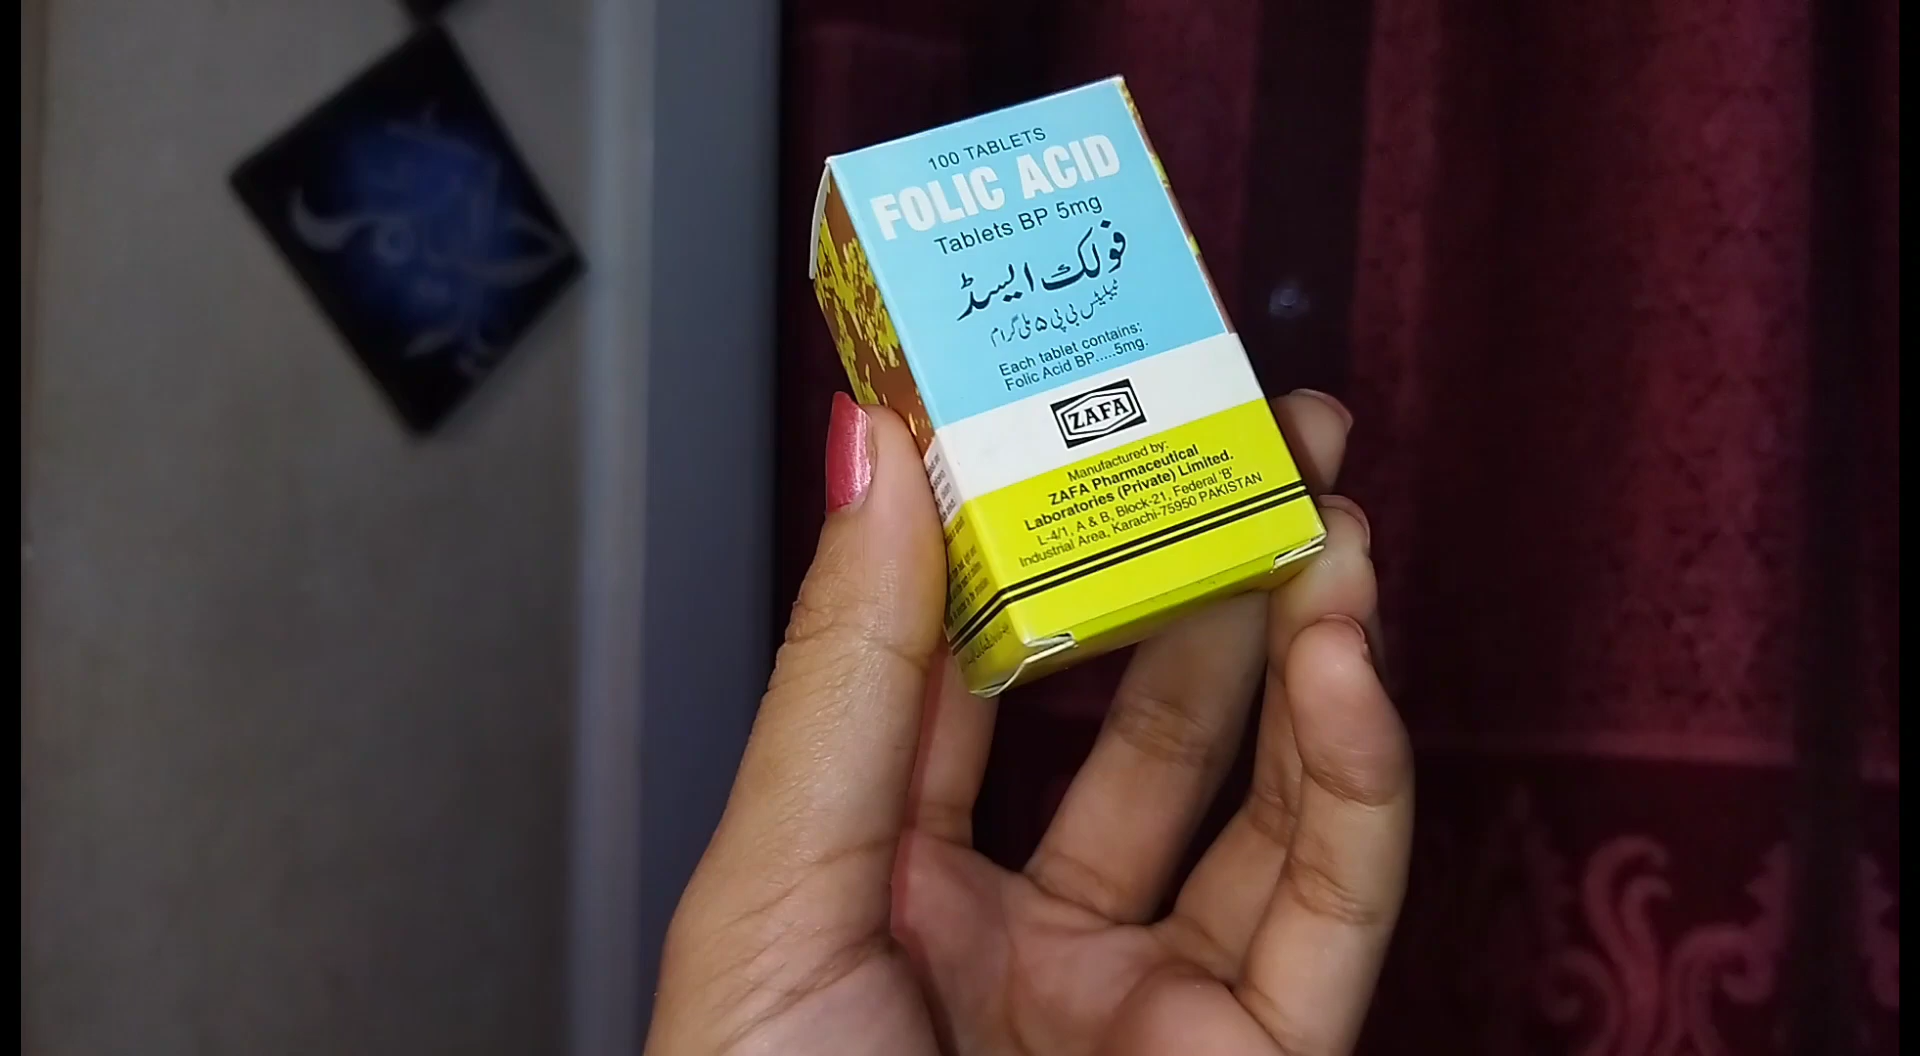 100 TABLETS
FOLIC ACID
Tablets BP 5mg
فولک ایسڈ
ٹیبلیٹس بی پی ۵ ملی گرام
Each tablet contains:
Folic Acid BP.....5mg.
ZAFA
Manufactured by:
ZAFA Pharmaceutical
Laboratories (Private) Limited.
L-4/1, A & B, Block-21, Federal 'B'
Industrial Area, Karachi-75950 PAKISTAN